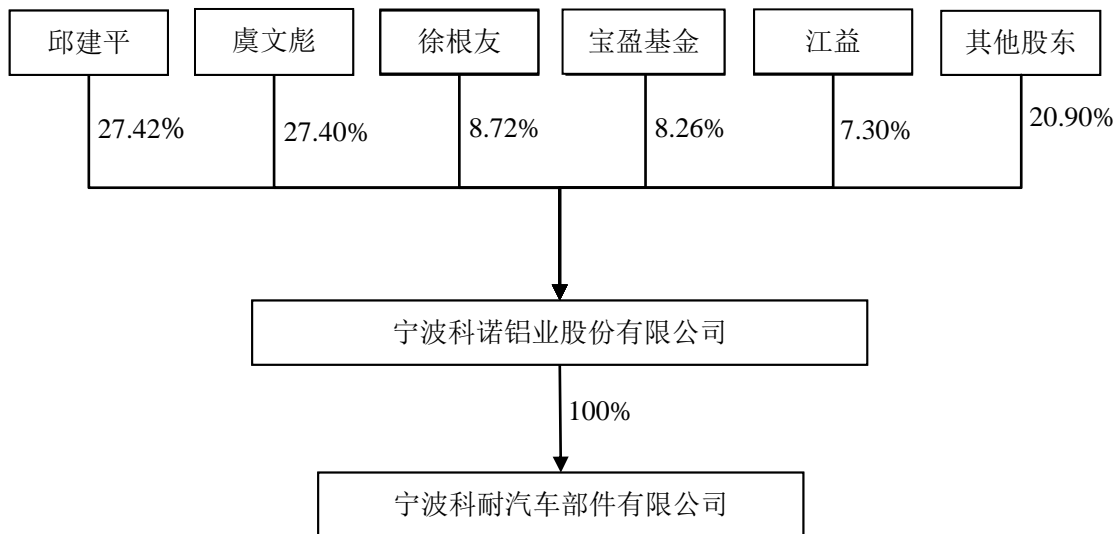 邱建平
虞文彪
徐根友
宝盈基金
江益
其他股东
27.42%
27.40%
8.72%
8.26%
7.30%
20.90%
宁波科诺铝业股份有限公司
100%
宁波科耐汽车部件有限公司